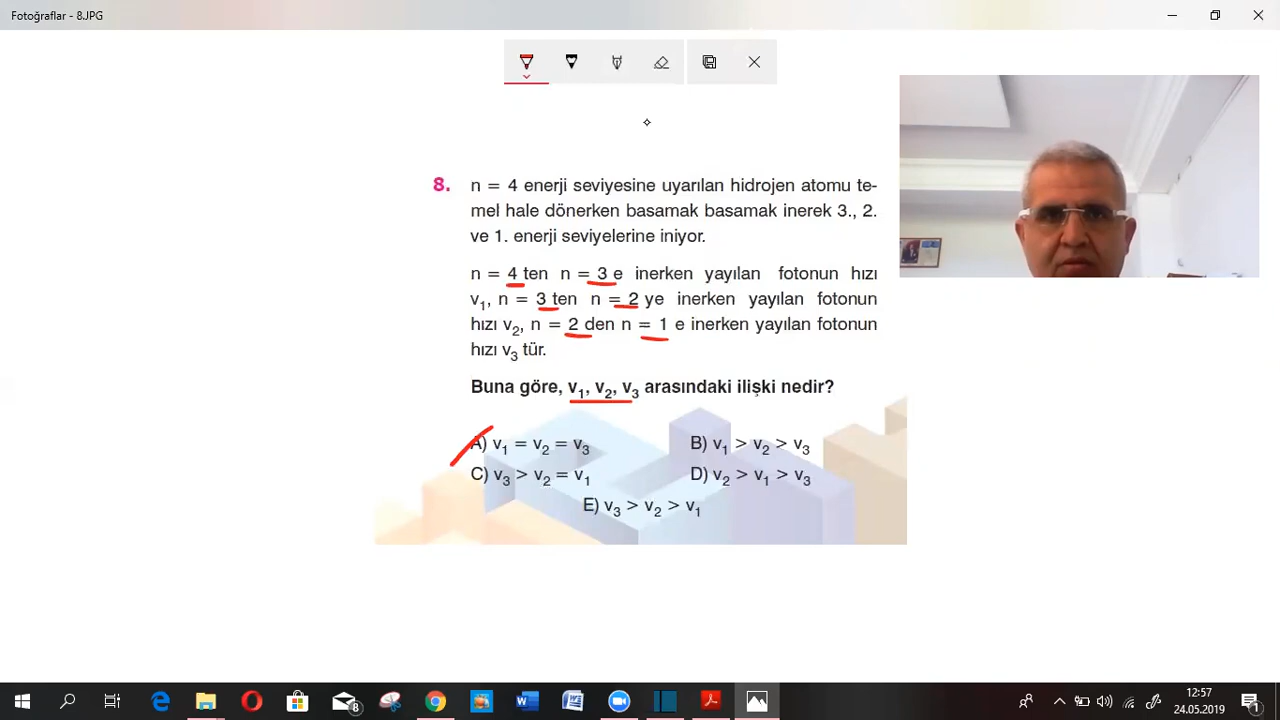 Fotoğraflar - 8.JPG
8. n = 4 enerji seviyesine uyarılan hidrojen atomu te-
mel hale dönerken basamak basamak inerek 3., 2.
ve 1. enerji seviyelerine iniyor.
n = 4 ten n = 3 e inerken yayılan fotonun hızı
v1, n = 3 ten n = 2 ye inerken yayılan fotonun
hızı v2, n = 2 den n = 1 e inerken yayılan fotonun
hızı v3 tür.
Buna göre, v1, v2, v3 arasındaki ilişki nedir?
A) v1 = v2 = v3 B) v1 > v2 > v3
C) v3 > v2 = v1 D) v2 > v1 > v3
E) v3 > v2 > v1
8
12:57
24.05.2019
1